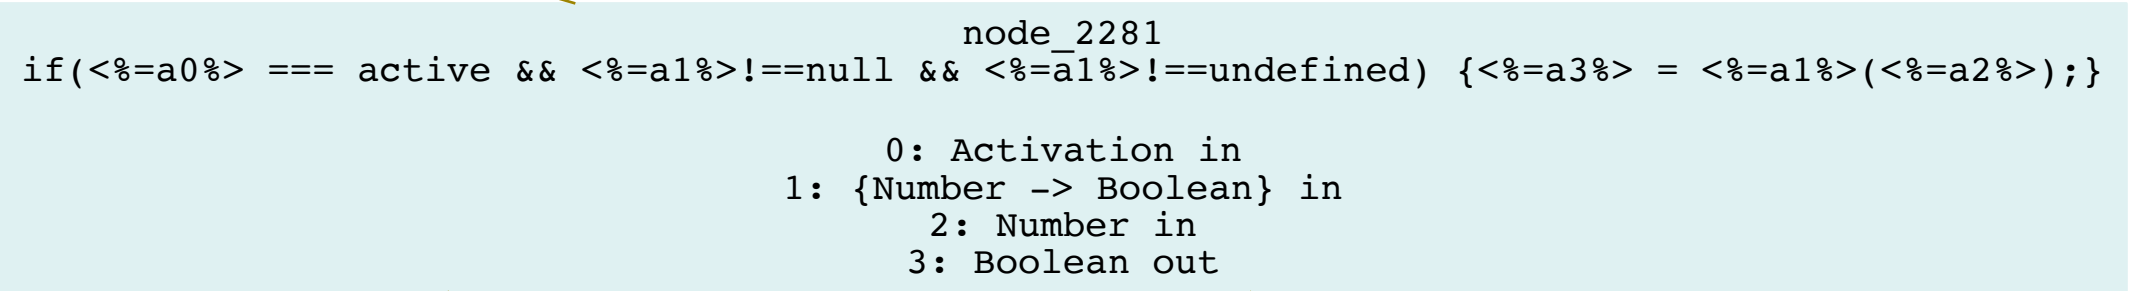 node_2281
if(<%=a0%> === active && <%=a1%>!==null && <%=a1%>!==undefined) {<%=a3%> = <%=a1%>(<%=a2%>);}
0: Activation in
1: {Number -> Boolean} in
2: Number in
3: Boolean out